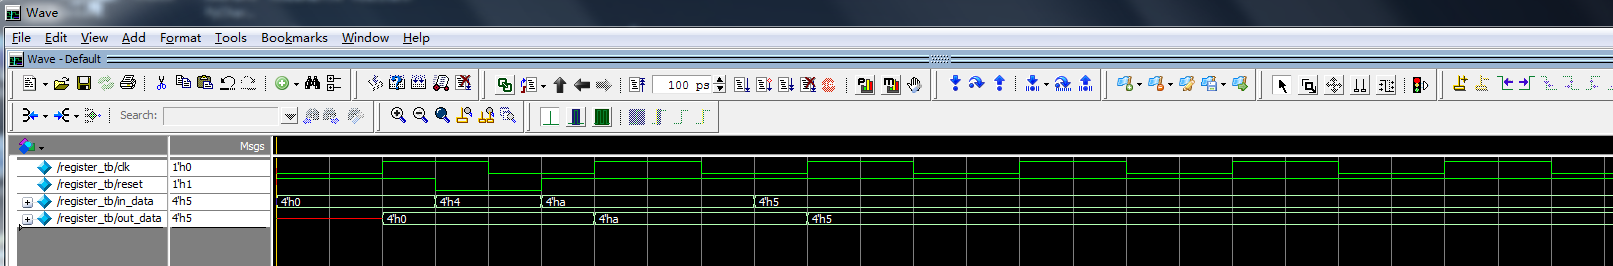 Wave
File Edit View Add Format Tools Bookmarks Window Help
Wave - Default
100 ps
Search:
Msgs
/register_tb/clk 1'h0
/register_tb/reset 1'h1
/register_tb/in_data 4'h5 4'h0 4'h4 4'ha 4'h5
/register_tb/out_data 4'h5 4'h0 4'ha 4'h5